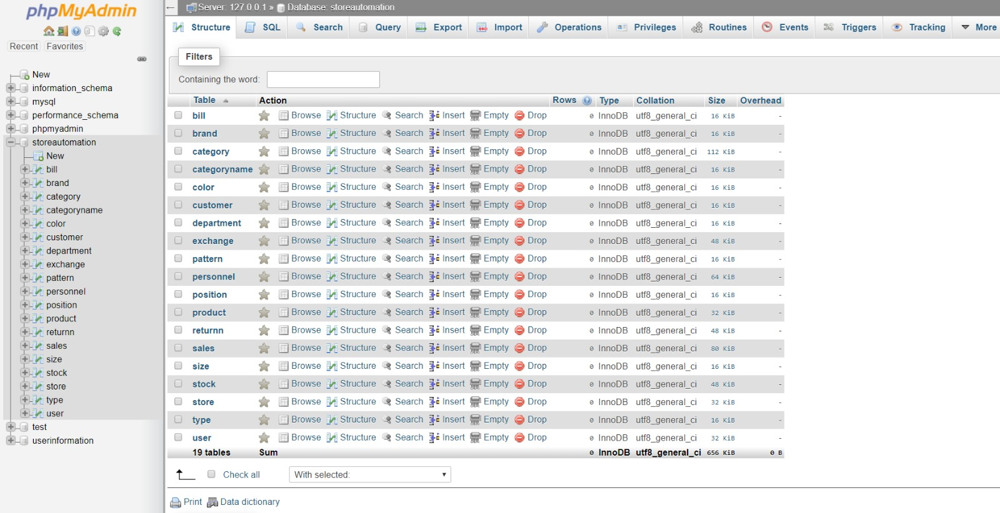 phpMyAdmin
Recent Favorites
New
information_schema
mysql
performance_schema
phpmyadmin
storeautomation
New
bill
brand
category
categoryname
color
customer
department
exchange
pattern
personnel
position
product
returnn
sales
size
stock
store
type
user
test
userinformation
Server: 127.0.0.1 » Database: storeautomation
Structure SQL Search Query Export Import Operations Privileges Routines Events Triggers Tracking More
Filters
Containing the word:
Table Action Rows Type Collation Size Overhead
bill Browse Structure Search Insert Empty Drop 0 InnoDB utf8_general_ci 16 KiB -
brand Browse Structure Search Insert Empty Drop 0 InnoDB utf8_general_ci 16 KiB -
category Browse Structure Search Insert Empty Drop 0 InnoDB utf8_general_ci 112 KiB -
categoryname Browse Structure Search Insert Empty Drop 0 InnoDB utf8_general_ci 16 KiB -
color Browse Structure Search Insert Empty Drop 0 InnoDB utf8_general_ci 16 KiB -
customer Browse Structure Search Insert Empty Drop 0 InnoDB utf8_general_ci 16 KiB -
department Browse Structure Search Insert Empty Drop 0 InnoDB utf8_general_ci 16 KiB -
exchange Browse Structure Search Insert Empty Drop 0 InnoDB utf8_general_ci 48 KiB -
pattern Browse Structure Search Insert Empty Drop 0 InnoDB utf8_general_ci 16 KiB -
personnel Browse Structure Search Insert Empty Drop 0 InnoDB utf8_general_ci 64 KiB -
position Browse Structure Search Insert Empty Drop 0 InnoDB utf8_general_ci 16 KiB -
product Browse Structure Search Insert Empty Drop 0 InnoDB utf8_general_ci 32 KiB -
returnn Browse Structure Search Insert Empty Drop 0 InnoDB utf8_general_ci 48 KiB -
sales Browse Structure Search Insert Empty Drop 0 InnoDB utf8_general_ci 80 KiB -
size Browse Structure Search Insert Empty Drop 0 InnoDB utf8_general_ci 16 KiB -
stock Browse Structure Search Insert Empty Drop 0 InnoDB utf8_general_ci 48 KiB -
store Browse Structure Search Insert Empty Drop 0 InnoDB utf8_general_ci 32 KiB -
type Browse Structure Search Insert Empty Drop 0 InnoDB utf8_general_ci 16 KiB -
user Browse Structure Search Insert Empty Drop 0 InnoDB utf8_general_ci 32 KiB -
19 tables Sum 0 InnoDB utf8_general_ci 656 KiB 0 B
Check all With selected:
Print Data dictionary